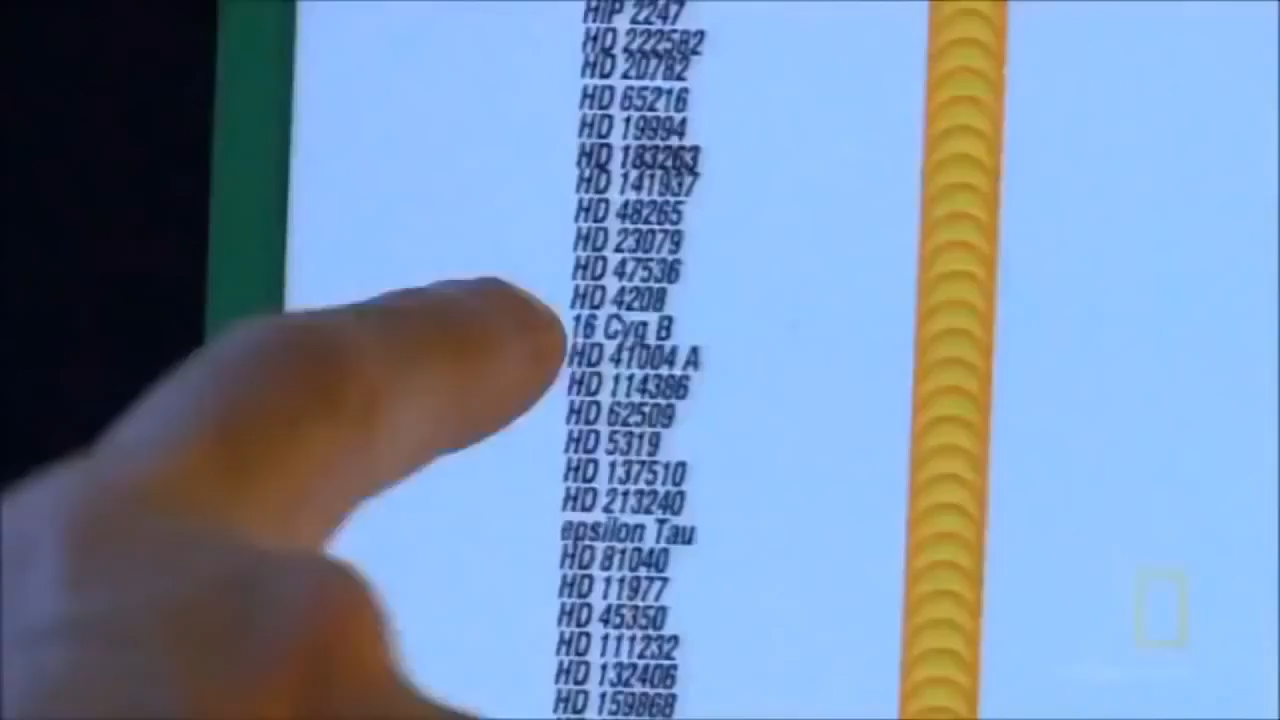 HIP 2247
HD 222582
HD 20782
HD 65216
HD 19994
HD 183263
HD 141937
HD 48265
HD 23079
HD 47536
HD 4208
16 Cyg B
HD 41004 A
HD 114386
HD 62509
HD 5319
HD 137510
HD 213240
epsilon Tau
HD 81040
HD 11977
HD 45350
HD 111232
HD 132406
HD 159868